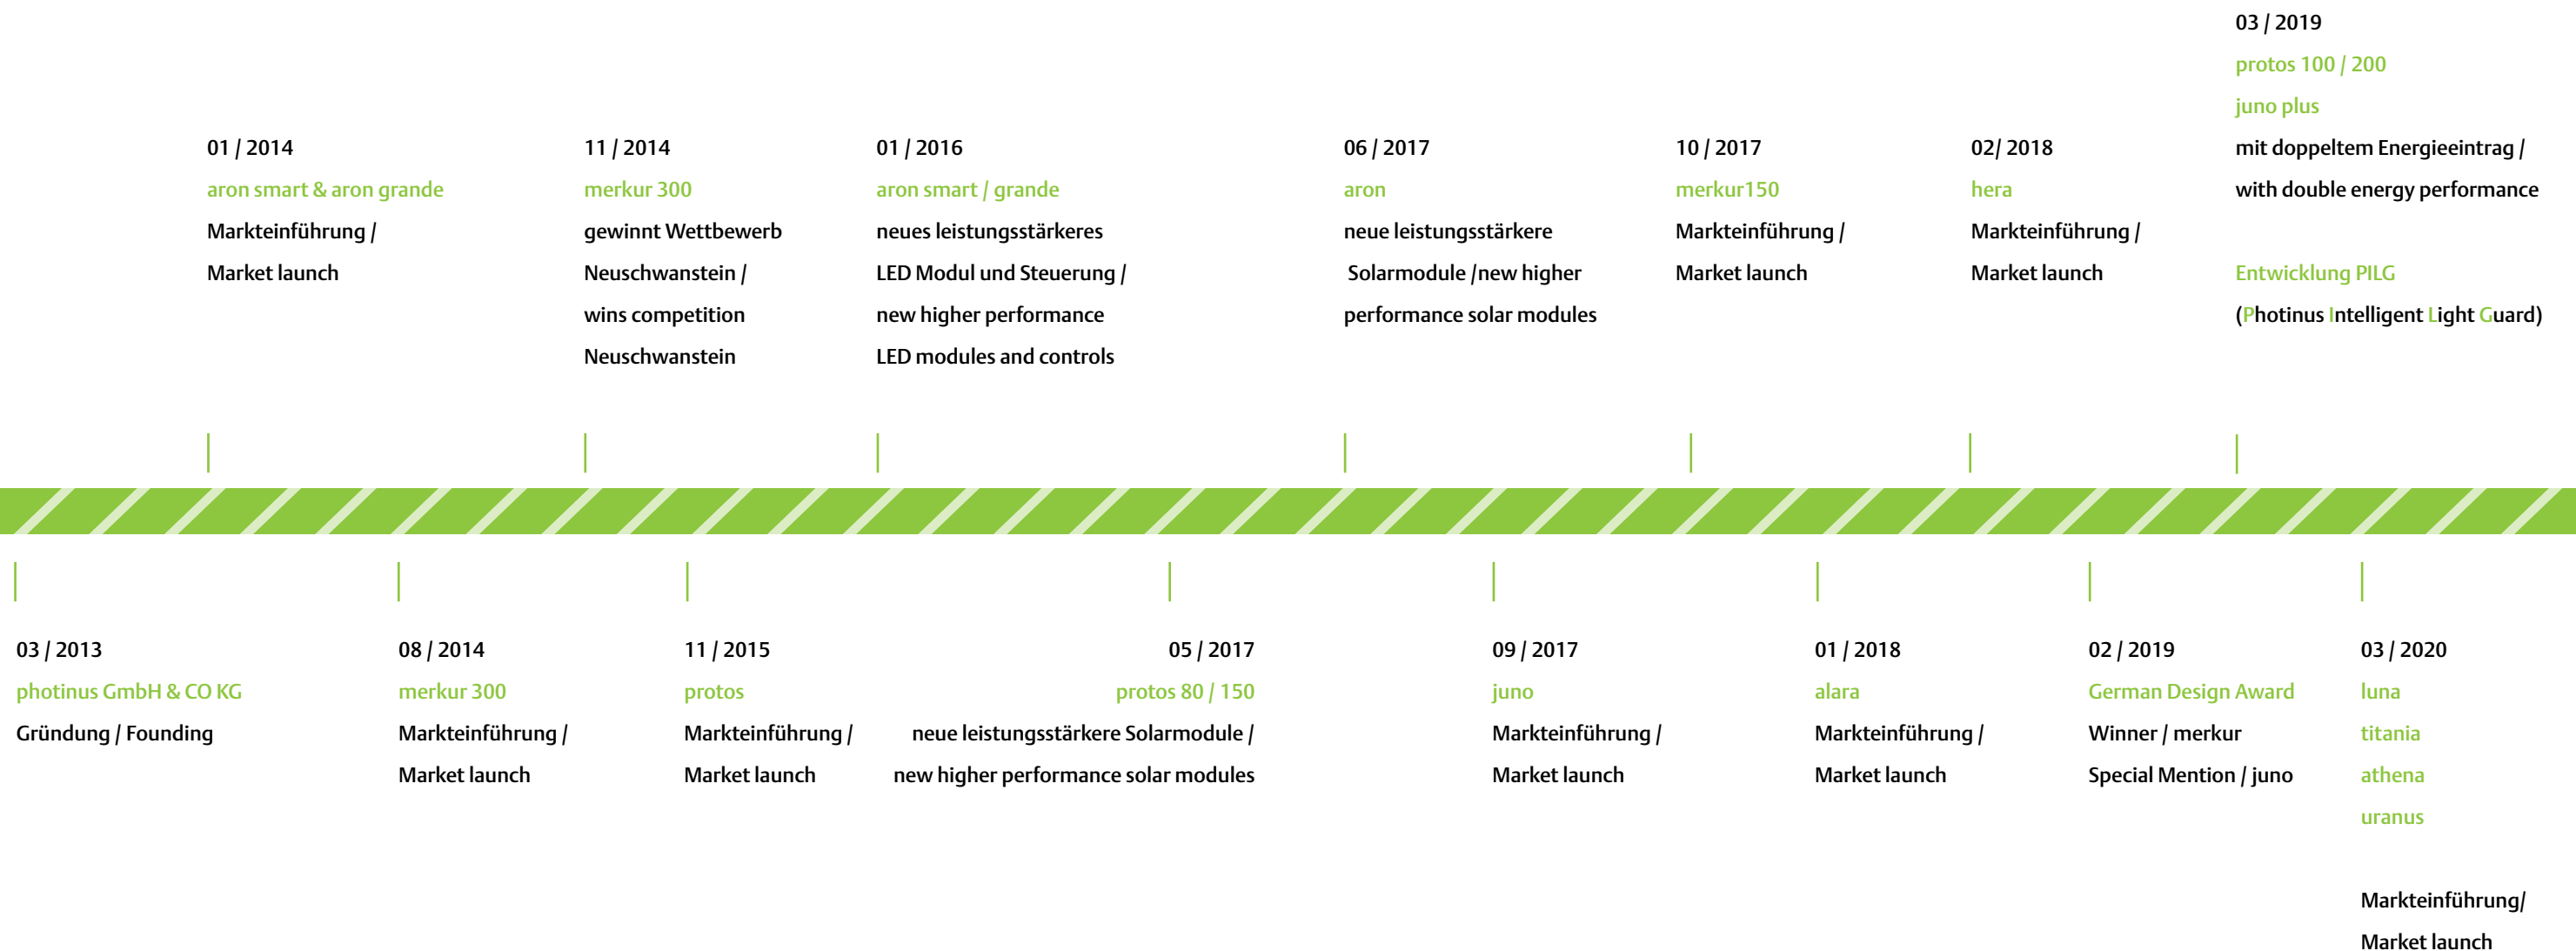 03 / 2019
protos 100 / 200
juno plus
mit doppeltem Energieeintrag /
with double energy performance
Entwicklung PILG
(Photinus Intelligent Light Guard)
01 / 2014
aron smart & aron grande
Markteinführung /
Market launch
11 / 2014
merkur 300
gewinnt Wettbewerb
Neuschwanstein /
wins competition
Neuschwanstein
01 / 2016
aron smart / grande
neues leistungsstärkeres
LED Modul und Steuerung /
new higher performance
LED modules and controls
06 / 2017
aron
neue leistungsstärkere
Solarmodule /new higher
performance solar modules
10 / 2017
merkur150
Markteinführung /
Market launch
02/ 2018
hera
Markteinführung /
Market launch
03 / 2013
photinus GmbH & CO KG
Gründung / Founding
08 / 2014
merkur 300
Markteinführung /
Market launch
11 / 2015
protos
Markteinführung /
Market launch
05 / 2017
protos 80 / 150
neue leistungsstärkere Solarmodule /
new higher performance solar modules
09 / 2017
juno
Markteinführung /
Market launch
01 / 2018
alara
Markteinführung /
Market launch
02 / 2019
German Design Award
Winner / merkur
Special Mention / juno
03 / 2020
luna
titania
athena
uranus
Markteinführung/
Market launch